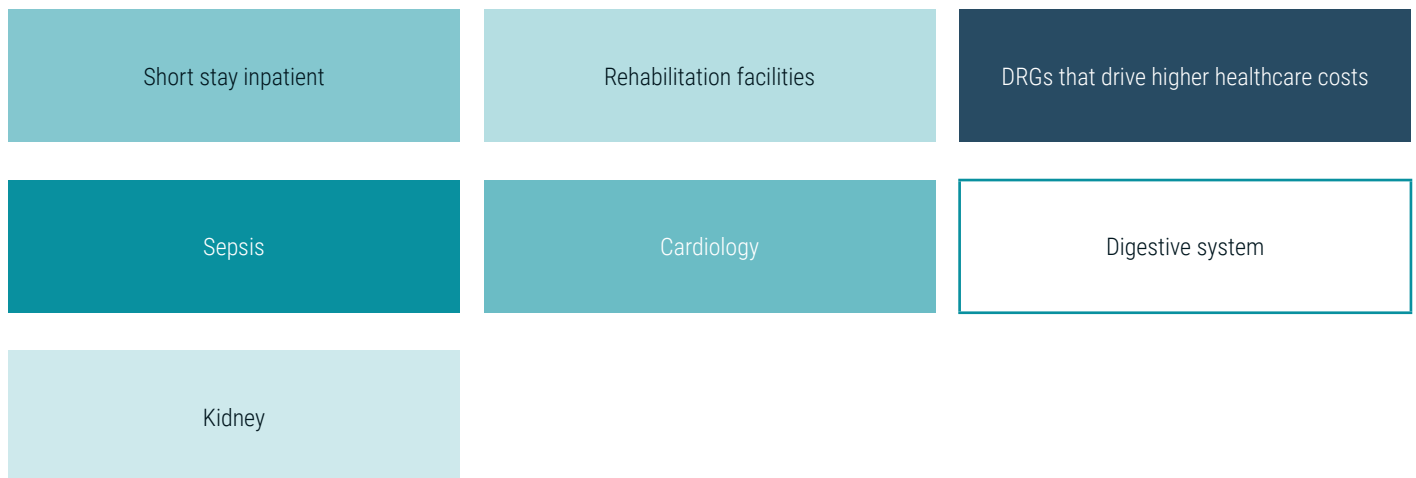 Short stay inpatient
Rehabilitation facilities
DRGs that drive higher healthcare costs
Sepsis
Cardiology
Digestive system
Kidney